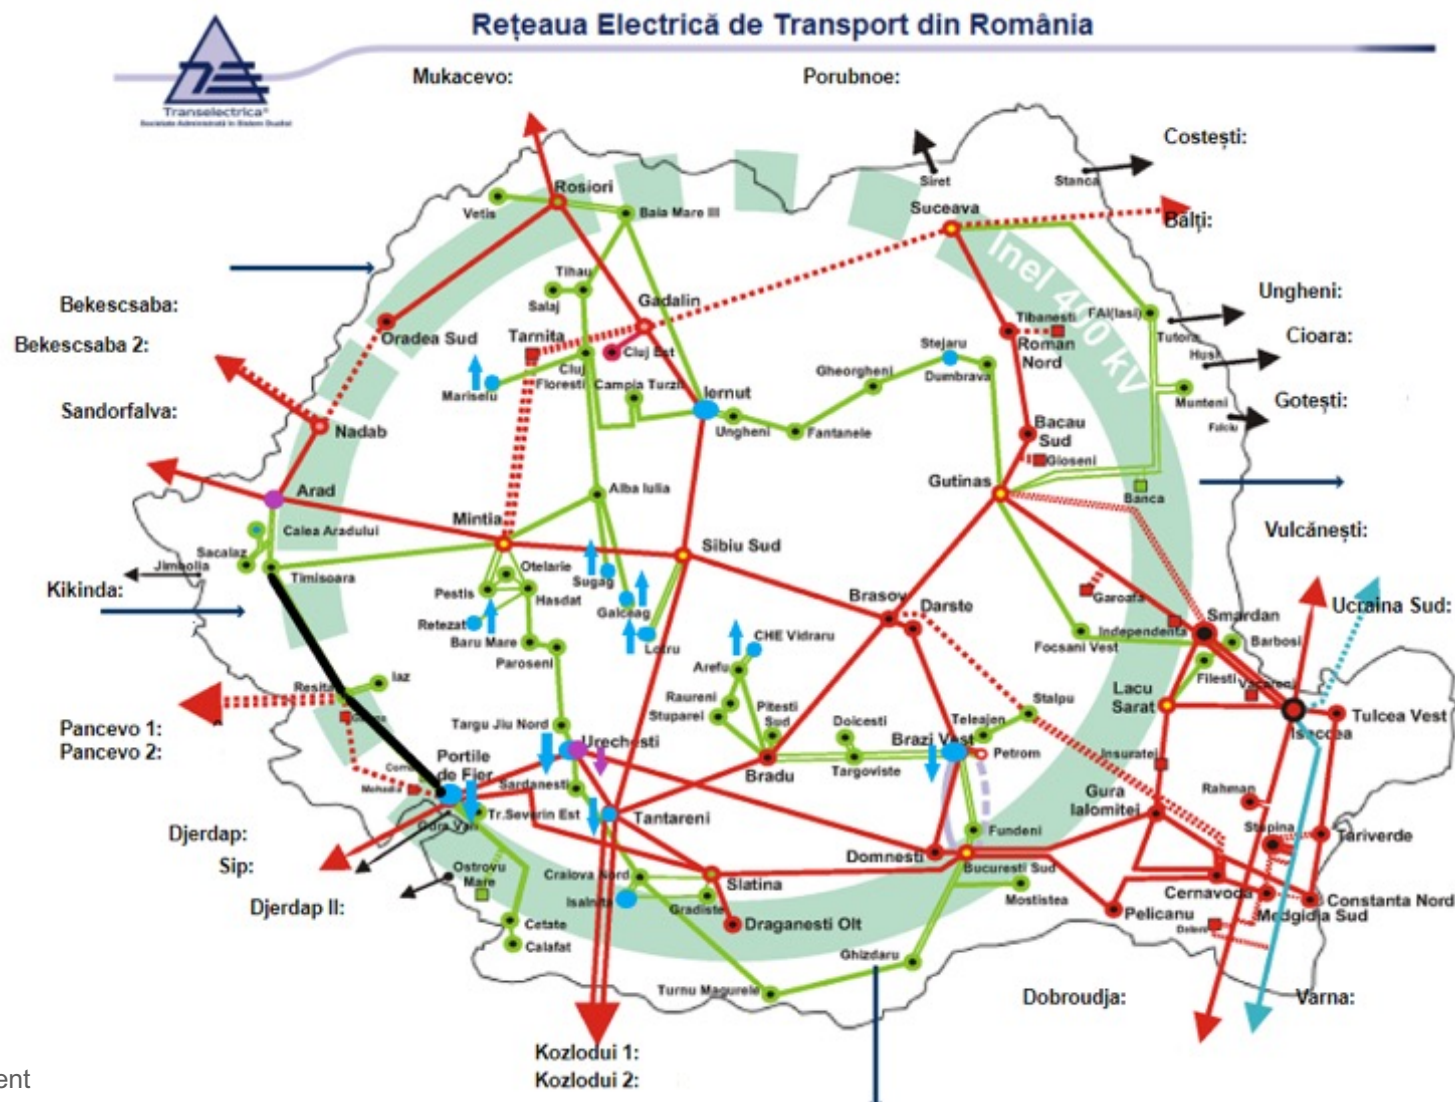 Rețeaua Electrică de Transport din România
Transelectrica®
Societate Administrată în Sistem Dualist
Mukacevo:
Porubnoe:
Costești:
Siret
Stanca
Rosiori
Vetis
Baia Mare III
Suceava
Balți:
Inel 400 kV
Tihau
Salaj
Gadalin
Bekescsaba:
Ungheni:
Oradea Sud
Tarnita
Cluj Est
Tibanesti
FAI(Iasi)
Roman
Nord
Tutora
Cioara:
Bekescsaba 2:
Stejaru
Husi
Cluj
Floresti
Mariselu
Campia Turzii
Gheorgheni
Dumbrava
Iernut
Munteni
Gotești:
Sandorfalva:
Nadab
Ungheni
Fantanele
Bacau
Sud
Falciu
Gioseni
Arad
Alba Iulia
Gutinas
Banca
Mintia
Calea Aradului
Vulcănești:
Sacalaz
Jimbolia
Timisoara
Sibiu Sud
Otelarie
Pestis
Hasdat
Sugag
Kikinda:
Galceag
Brasov
Darste
Garoafa
Smardan
Ucraina Sud:
Retezat
Baru Mare
Lotru
CHE Vidraru
Independenta
Barbosi
Focsani Vest
Paroseni
Arefu
Filesti
Resita
Iaz
Raureni
Stuparei
Pitesti
Sud
Stalpu
Lacu
Sarat
Tulcea Vest
Isaccea
Pancevo 1:
Pancevo 2:
Targu Jiu Nord
Urechesti
Doicesti
Teleajen
Brazi Vest
Petrom
Insuratei
Portile
de Fier
Bradu
Targoviste
Mehadia
Sardanesti
Gura
Ialomitei
Rahman
Tr.Severin Est
Tantareni
Gura Vaii
Fundeni
Stupina
Tariverde
Djerdap:
Sip:
Domnesti
Bucuresti Sud
Ostrovu
Mare
Craiova Nord
Slatina
Isalnita
Gradiste
Mostistea
Cernavoda
Constanta Nord
Djerdap II:
Medgidia Sud
Pelicanu
Draganesti Olt
Cetate
Calafat
Ghizdaru
Turnu Magurele
Dobroudja:
Varna:
Kozlodui 1:
Kozlodui 2:
ent